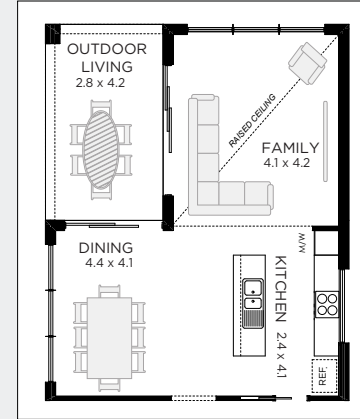 OUTDOOR
LIVING
2.8 x 4.2
RAISED CEILING
FAMILY
4.1 x 4.2
DINING
4.4 x 4.1
M/W
KITCHEN 2.4 x 4.1
REF.